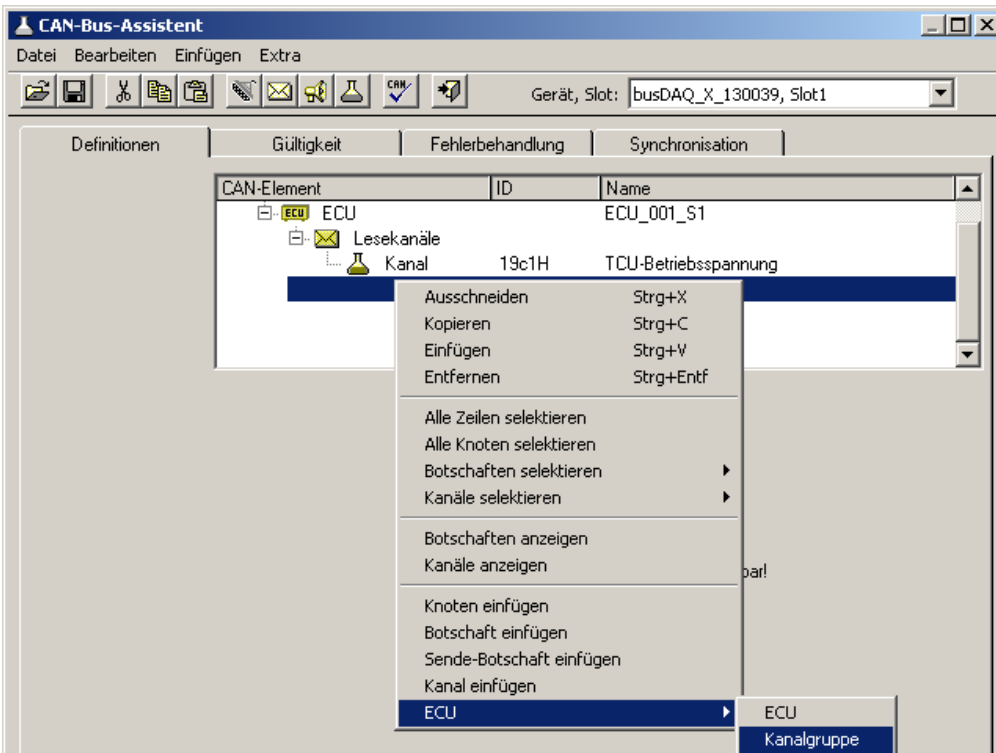 CAN-Bus-Assistent
Datei Bearbeiten Einfügen Extra
CAN Gerät, Slot: busDAQ_X_130039, Slot1
Definitionen Gültigkeit Fehlerbehandlung Synchronisation
CAN-Element ID Name
ECU ECU ECU_001_S1
Lesekanäle
Kanal 19c1H TCU-Betriebsspannung
Ausschneiden Strg+X
Kopieren Strg+C
Einfügen Strg+V
Entfernen Strg+Entf
Alle Zeilen selektieren
Alle Knoten selektieren
Botschaften selektieren
Kanäle selektieren
Botschaften anzeigen
Kanäle anzeigen
bar!
Knoten einfügen
Botschaft einfügen
Sende-Botschaft einfügen
Kanal einfügen
ECU ECU
Kanalgruppe